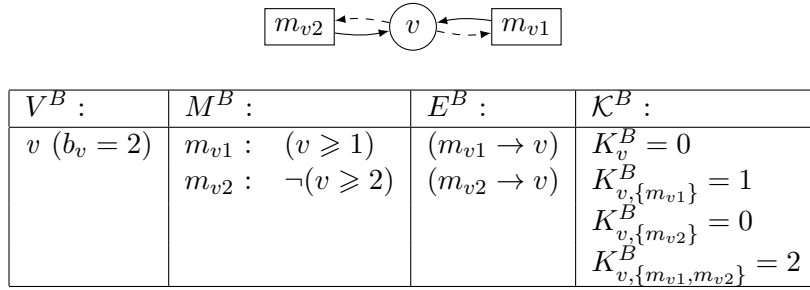 m_{v2} v m_{v1}
V^B : M^B : E^B : 𝒦^B :
v (b_v = 2) m_{v1} : (v ⩾ 1) (m_{v1} → v) K^B_v = 0
m_{v2} : ¬(v ⩾ 2) (m_{v2} → v) K^B_{v,{m_{v1}}} = 1
K^B_{v,{m_{v2}}} = 0
K^B_{v,{m_{v1},m_{v2}}} = 2